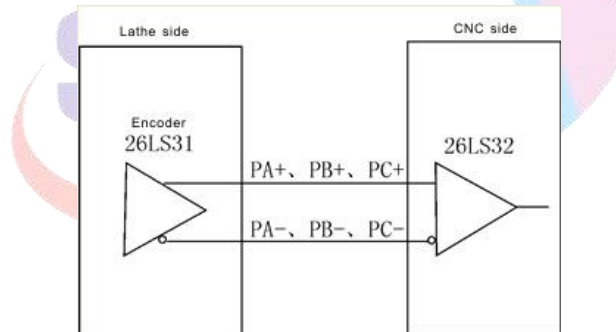 Lathe side
CNC side
Encoder
26LS31
26LS32
PA+、PB+、PC+
PA-、PB-、PC-